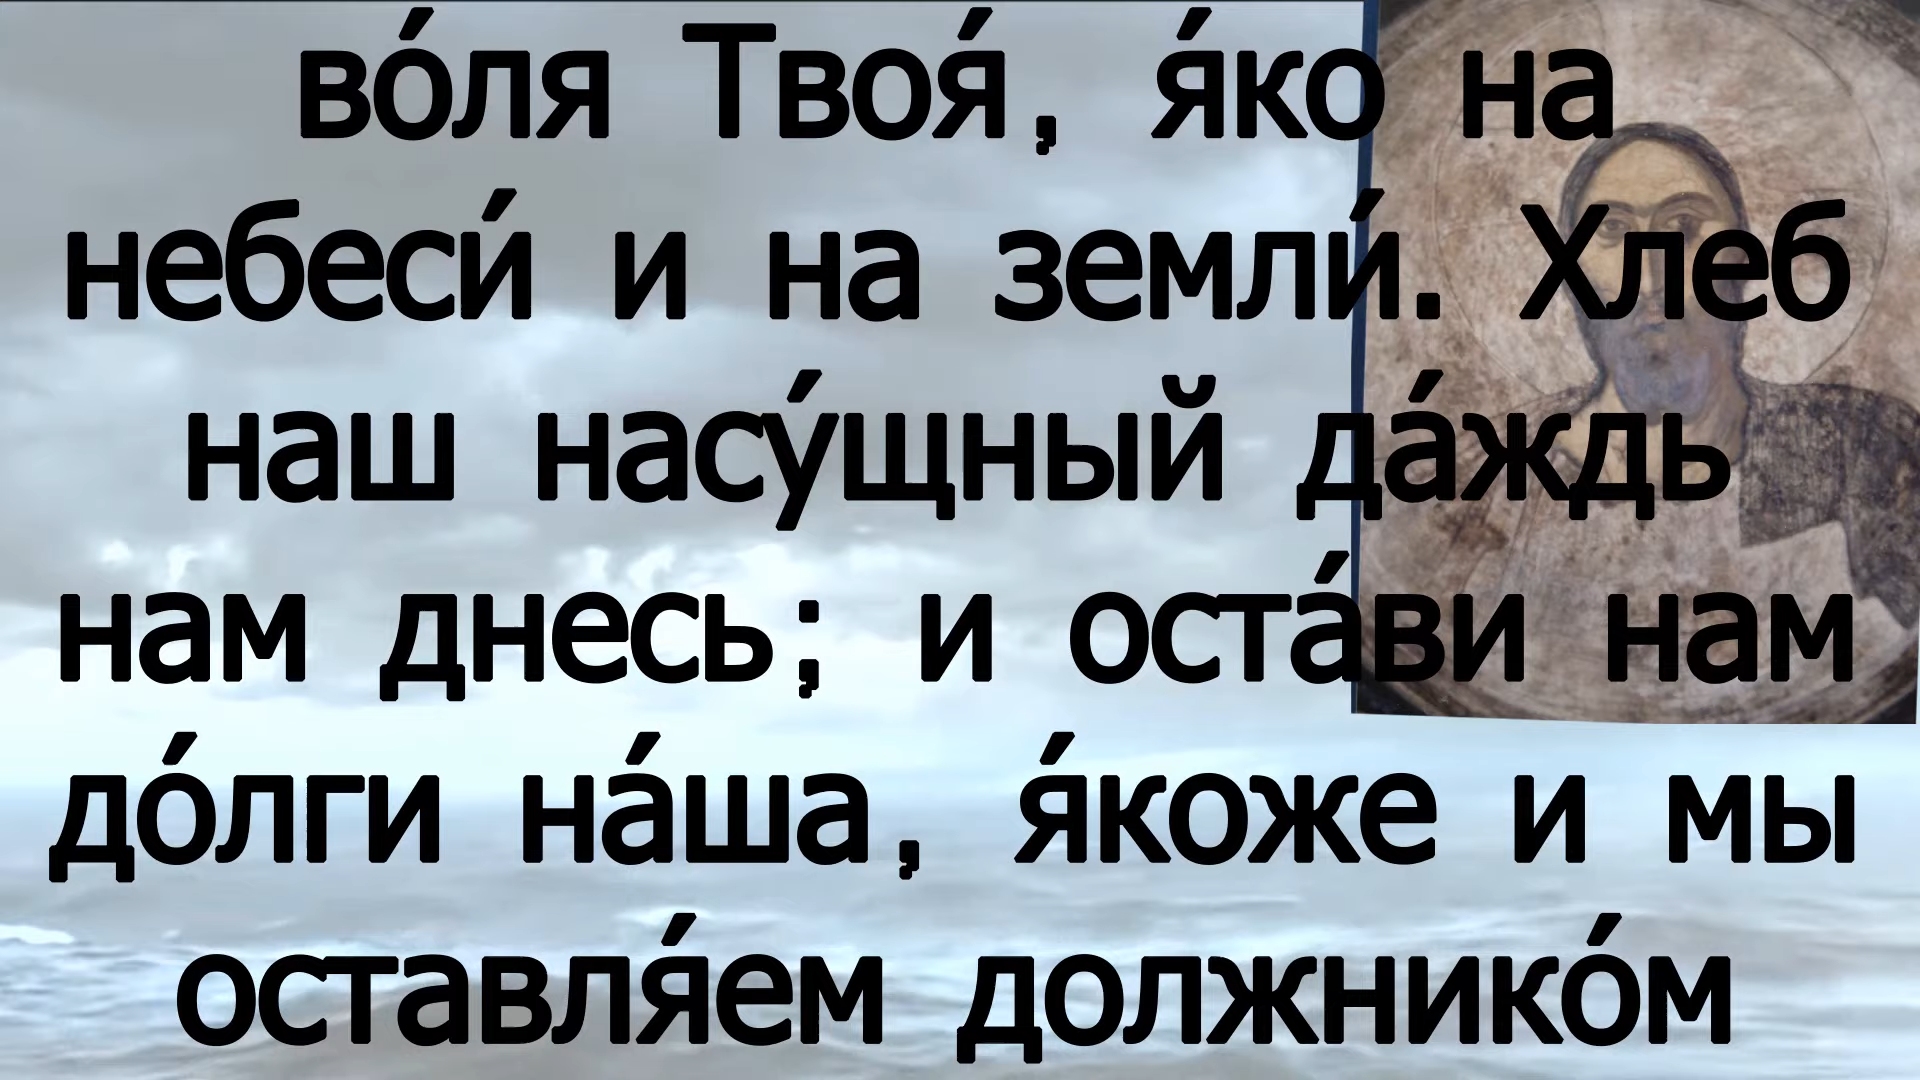 во́ля Твоя́, я́ко на
небеси́ и на земли́. Хлеб
наш насу́щный да́ждь
нам днесь; и оста́ви нам
до́лги на́ша, я́коже и мы
оставля́ем должнико́м